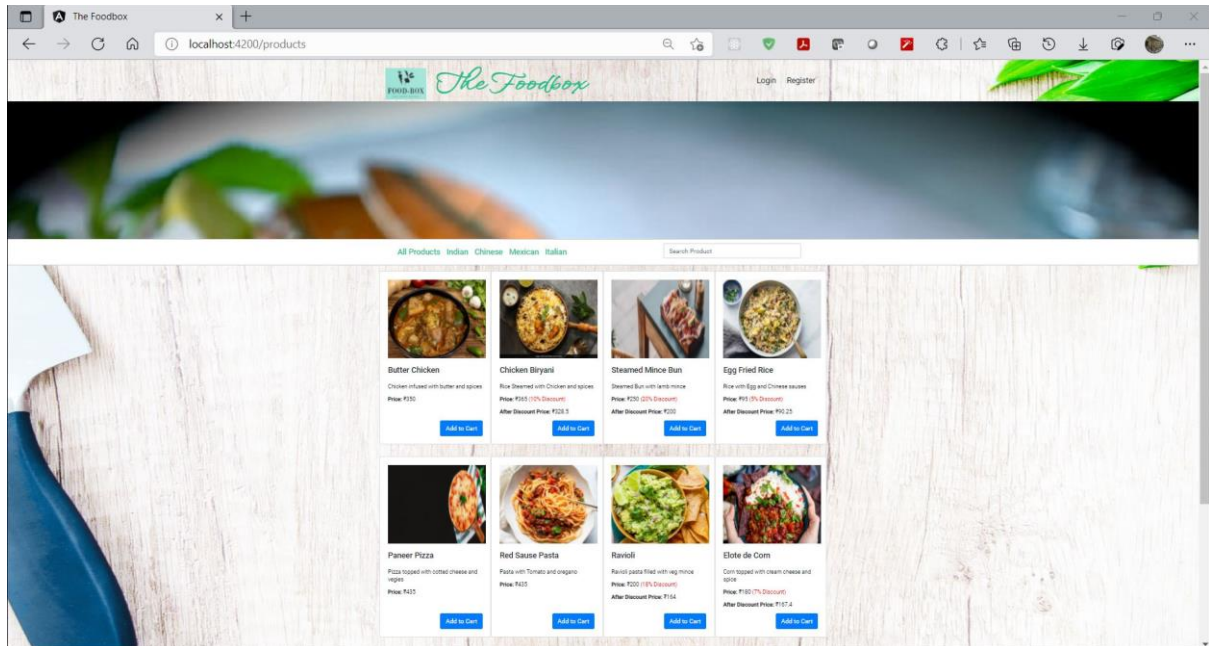 The Foodbox
localhost:4200/products
FOOD-BOX
The Foodbox
Login Register
All Products Indian Chinese Mexican Italian
Search Product
Butter Chicken
Chicken infused with butter and spices
Price: ₹350
Add to Cart
Chicken Biryani
Rice Steamed with Chicken and spices
Price: ₹365 (10% Discount)
After Discount Price: ₹328.5
Add to Cart
Steamed Mince Bun
Steamed Bun with lamb mince
Price: ₹250 (20% Discount)
After Discount Price: ₹200
Add to Cart
Egg Fried Rice
Rice with Egg and Chinese sauses
Price: ₹95 (5% Discount)
After Discount Price: ₹90.25
Add to Cart
Paneer Pizza
Pizza topped with cotted cheese and
vegies
Price: ₹435
Add to Cart
Red Sause Pasta
Pasta with Tomato and oregano
Price: ₹635
Add to Cart
Ravioli
Ravioli pasta filled with veg mince
Price: ₹200 (18% Discount)
After Discount Price: ₹164
Add to Cart
Elote de Corn
Corn topped with cream cheese and
spice
Price: ₹180 (7% Discount)
After Discount Price: ₹167.4
Add to Cart